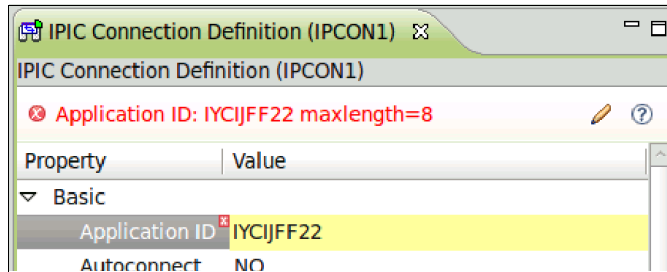 IPIC Connection Definition (IPCON1)
IPIC Connection Definition (IPCON1)
Application ID: IYCIJFF22 maxlength=8
Property Value
Basic
Application ID IYCIJFF22
Autoconnect NO